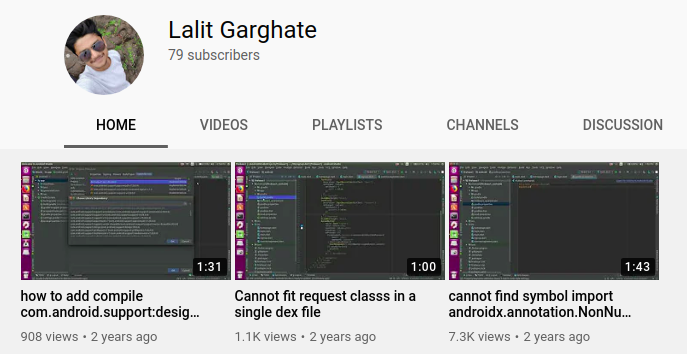 Lalit Garghate
79 subscribers
HOME VIDEOS PLAYLISTS CHANNELS DISCUSSION
1:31 1:00 1:43
how to add compile Cannot fit request classs in a cannot find symbol import
com.android.support:desig... single dex file androidx.annotation.NonNu...
908 views • 2 years ago 1.1K views • 2 years ago 7.3K views • 2 years ago